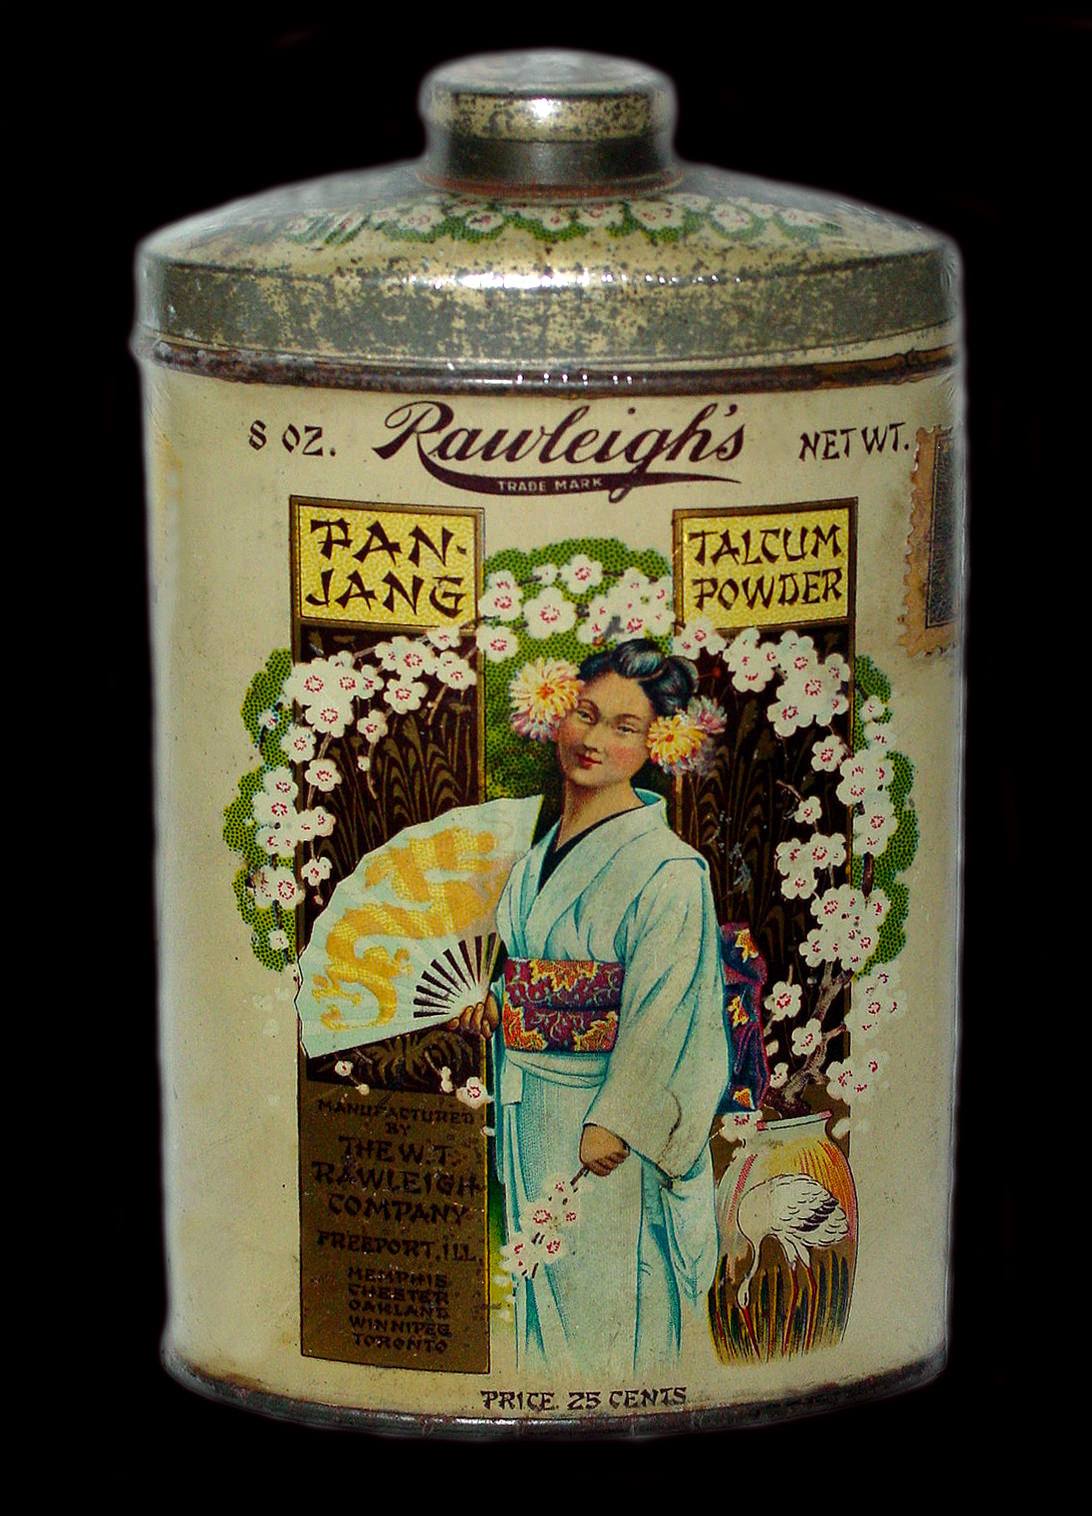 8 OZ. Rawleigh's NET WT.
TRADE MARK
PAN-
JANG
TALCUM
POWDER
MANUFACTURED
BY
THE W.T.
RAWLEIGH
COMPANY
FREEPORT, ILL.
MEMPHIS
CHESTER
OAKLAND
WINNIPEG
TORONTO
PRICE 25 CENTS